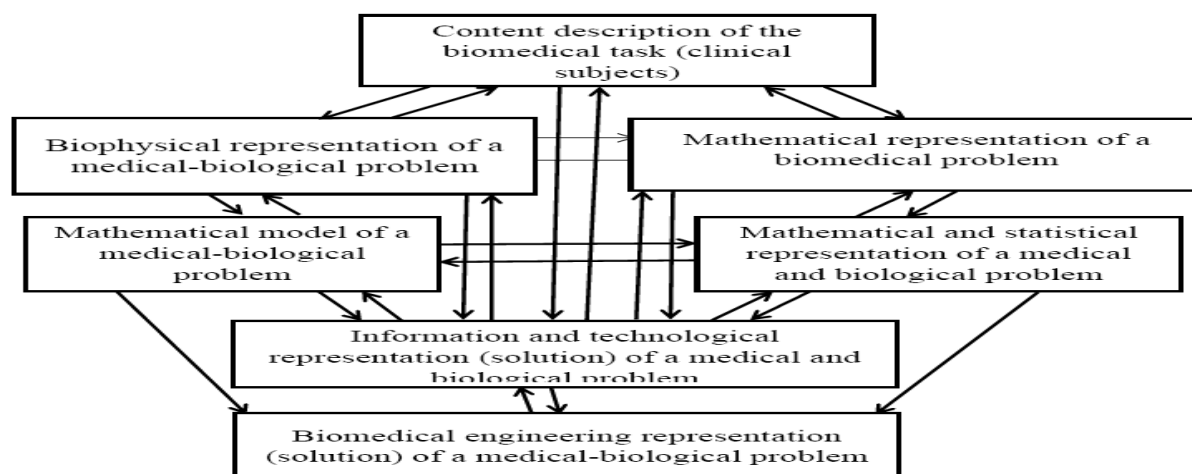 Content description of the
biomedical task (clinical
subjects)
Biophysical representation of a
medical-biological problem
Mathematical representation of a
biomedical problem
Mathematical model of a
medical-biological
problem
Mathematical and statistical
representation of a medical
and biological problem
Information and technological
representation (solution) of a medical and
biological problem
Biomedical engineering representation
(solution) of a medical-biological problem